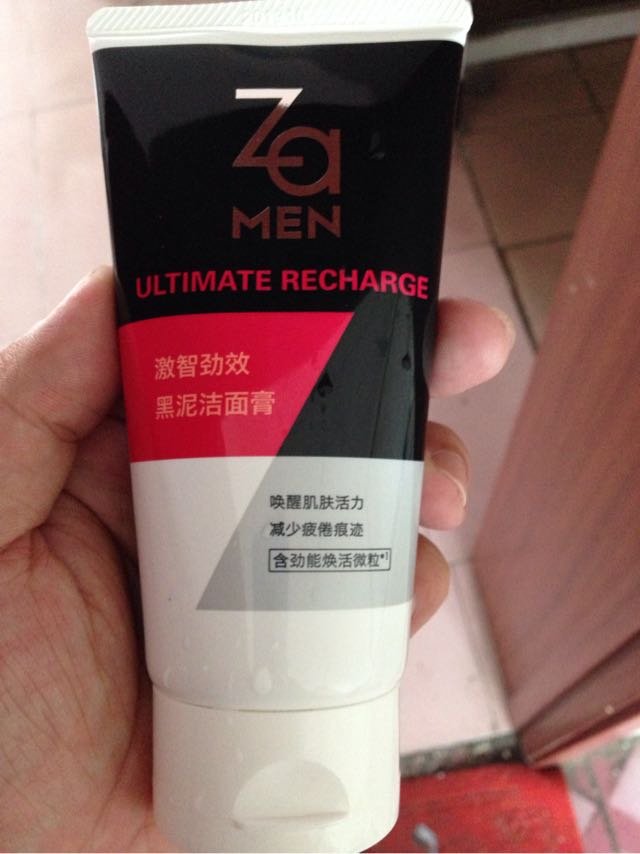 Za
MEN
ULTIMATE RECHARGE
激智劲效
黑泥洁面膏
唤醒肌肤活力
减少疲倦痕迹
含劲能焕活微粒*1